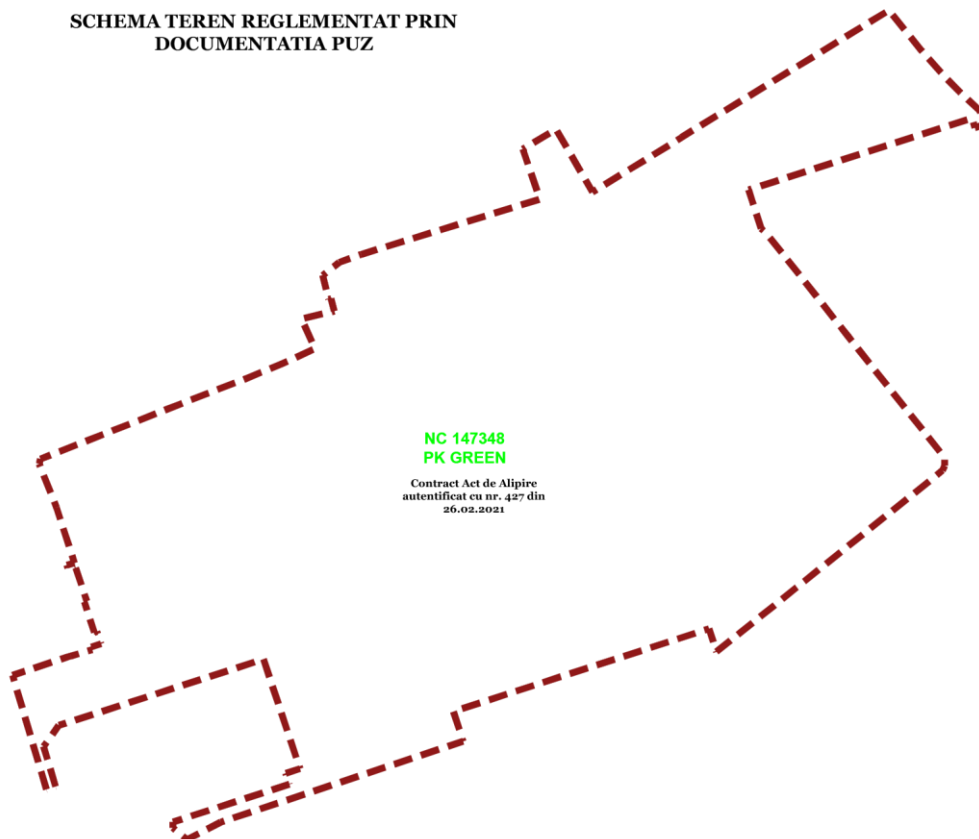 SCHEMA TEREN REGLEMENTAT PRIN
DOCUMENTATIA PUZ
NC 147348
PK GREEN
Contract Act de Alipire
autentificat cu nr. 427 din
26.02.2021